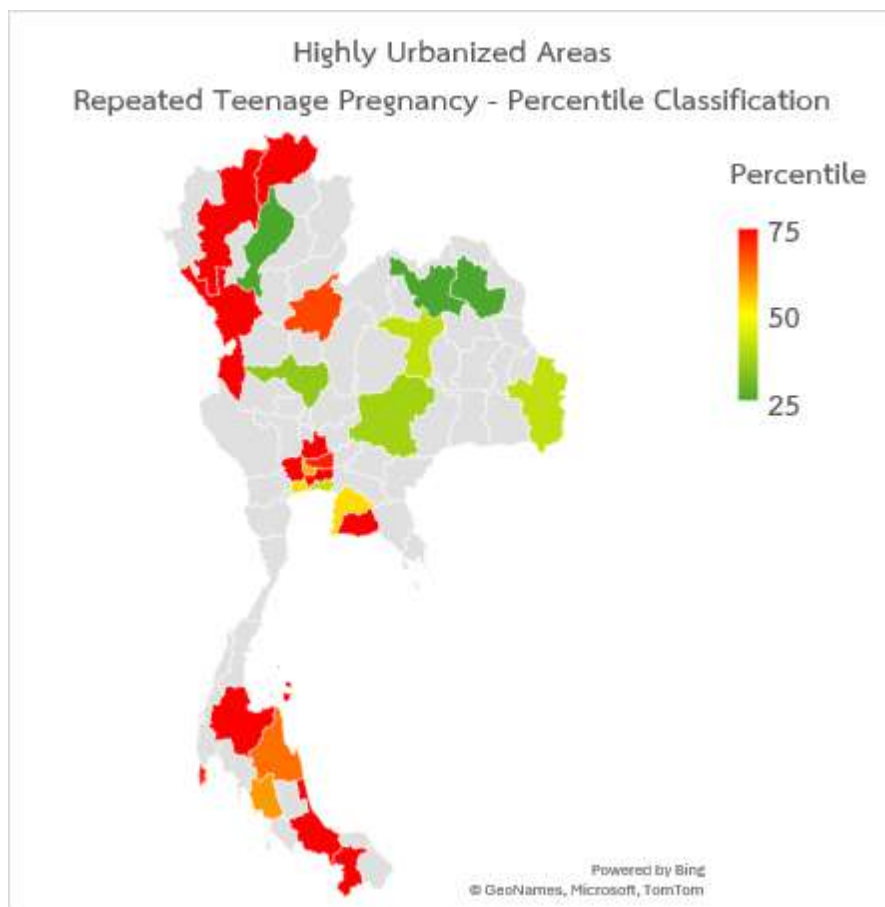 Highly Urbanized Areas
Repeated Teenage Pregnancy - Percentile Classification
Percentile
75
50
25
Powered by Bing
© GeoNames, Microsoft, TomTom